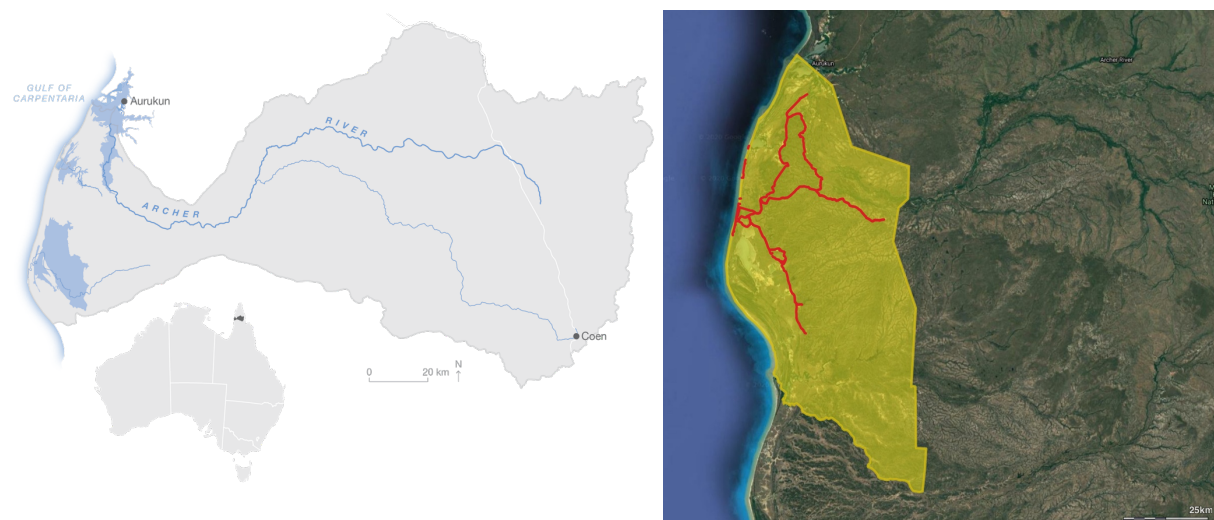 GULF OF
CARPENTARIA
Aurukun
RIVER
ARCHER
Coen
0 20 km
N
Aurukun
Archer River
25km